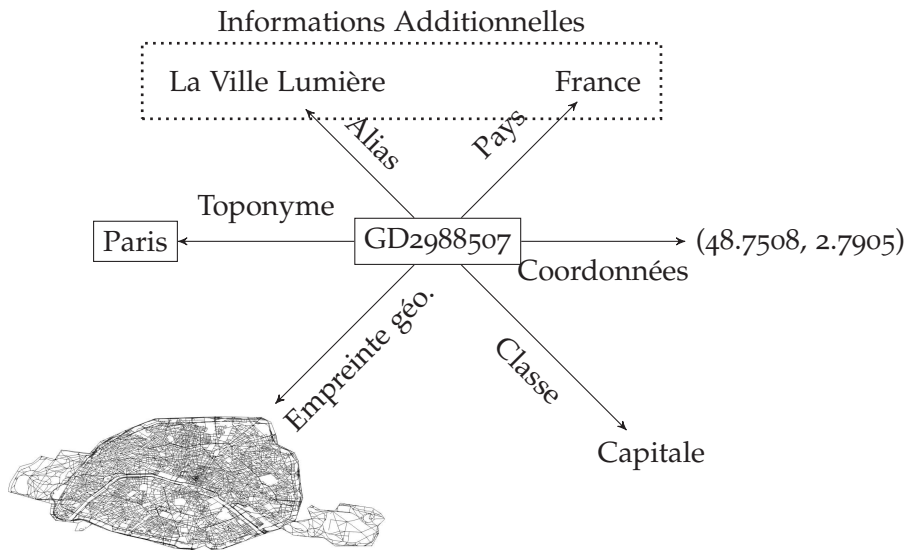 Informations Additionnelles
La Ville Lumière
France
Alias
Pays
Toponyme
Paris
GD2988507
(48.7508, 2.7905)
Coordonnées
Empreinte géo.
Classe
Capitale